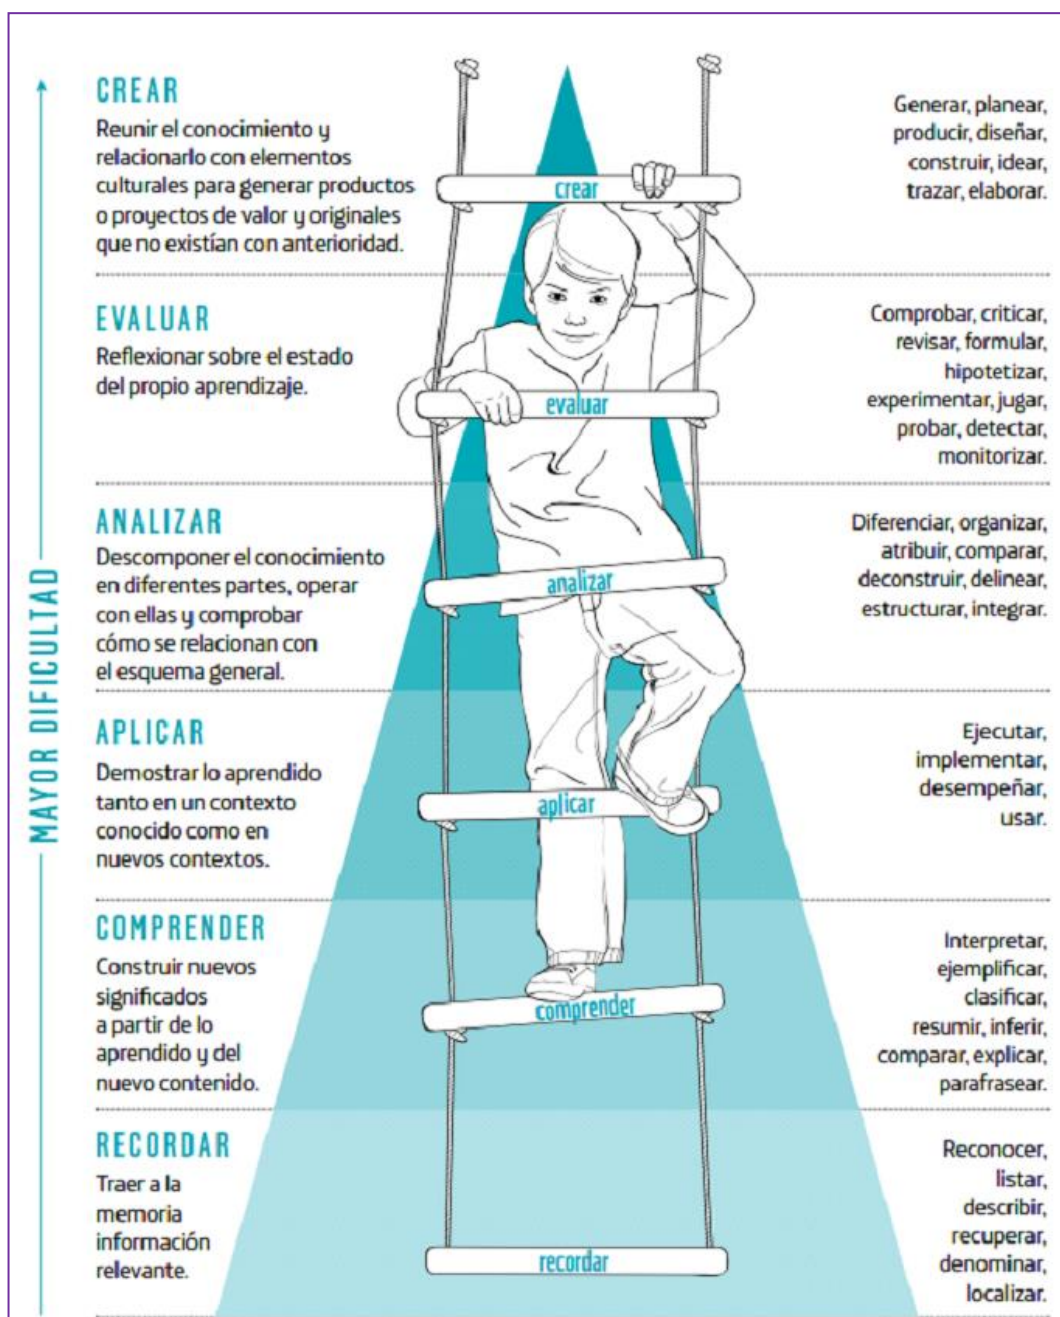 CREAR
Reunir el conocimiento y
relacionarlo con elementos
culturales para generar productos
o proyectos de valor y originales
que no existían con anterioridad.
crear
Generar, planear,
producir, diseñar,
construir, idear,
trazar, elaborar.
EVALUAR
Reflexionar sobre el estado
del propio aprendizaje.
evaluar
Comprobar, criticar,
revisar, formular,
hipotetizar,
experimentar, jugar,
probar, detectar,
monitorizar.
ANALIZAR
Descomponer el conocimiento
en diferentes partes, operar
con ellas y comprobar
cómo se relacionan con
el esquema general.
analizar
Diferenciar, organizar,
atribuir, comparar,
deconstruir, delinear,
estructurar, integrar.
MAYOR DIFICULTAD
APLICAR
Demostrar lo aprendido
tanto en un contexto
conocido como en
nuevos contextos.
aplicar
Ejecutar,
implementar,
desempeñar,
usar.
COMPRENDER
Construir nuevos
significados
a partir de lo
aprendido y del
nuevo contenido.
comprender
Interpretar,
ejemplificar,
clasificar,
resumir, inferir,
comparar, explicar,
parafrasear.
RECORDAR
Traer a la
memoria
información
relevante.
recordar
Reconocer,
listar,
describir,
recuperar,
denominar,
localizar.